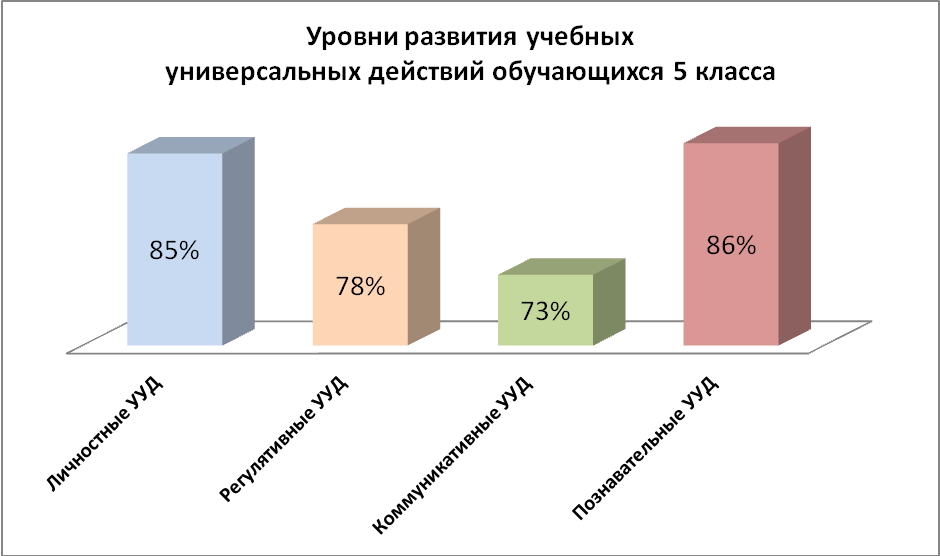 Уровни развития учебных
универсальных действий обучающихся 5 класса
85%
78%
73%
86%
Личностные УУД
Регулятивные УУД
Коммуникативные УУД
Познавательные УУД